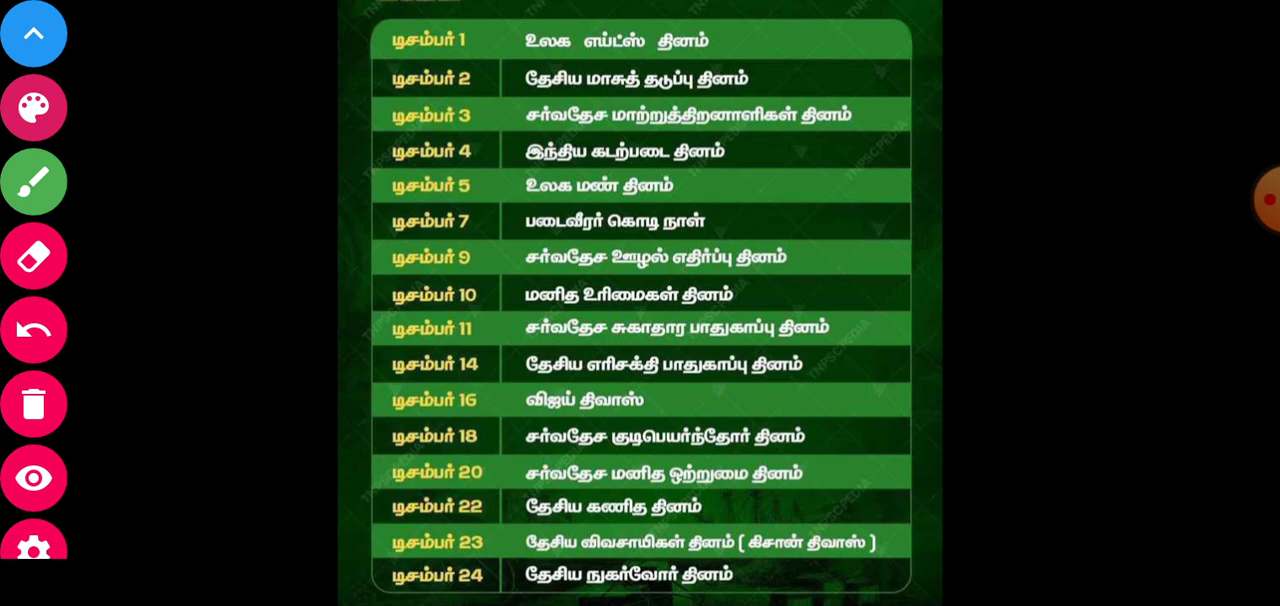 டிசம்பர் 1 உலக எய்ட்ஸ் தினம்
டிசம்பர் 2 தேசிய மாசுத் தடுப்பு தினம்
டிசம்பர் 3 சர்வதேச மாற்றுத்திறனாளிகள் தினம்
டிசம்பர் 4 இந்திய கடற்படை தினம்
டிசம்பர் 5 உலக மண் தினம்
டிசம்பர் 7 படைவீரர் கொடி நாள்
டிசம்பர் 9 சர்வதேச ஊழல் எதிர்ப்பு தினம்
டிசம்பர் 10 மனித உரிமைகள் தினம்
டிசம்பர் 11 சர்வதேச சுகாதார பாதுகாப்பு தினம்
டிசம்பர் 14 தேசிய எரிசக்தி பாதுகாப்பு தினம்
டிசம்பர் 16 விஜய் திவாஸ்
டிசம்பர் 18 சர்வதேச குடிபெயர்ந்தோர் தினம்
டிசம்பர் 20 சர்வதேச மனித ஒற்றுமை தினம்
டிசம்பர் 22 தேசிய கணித தினம்
டிசம்பர் 23 தேசிய விவசாயிகள் தினம் ( கிசான் திவாஸ் )
டிசம்பர் 24 தேசிய நுகர்வோர் தினம்
TNPSCPEDIA